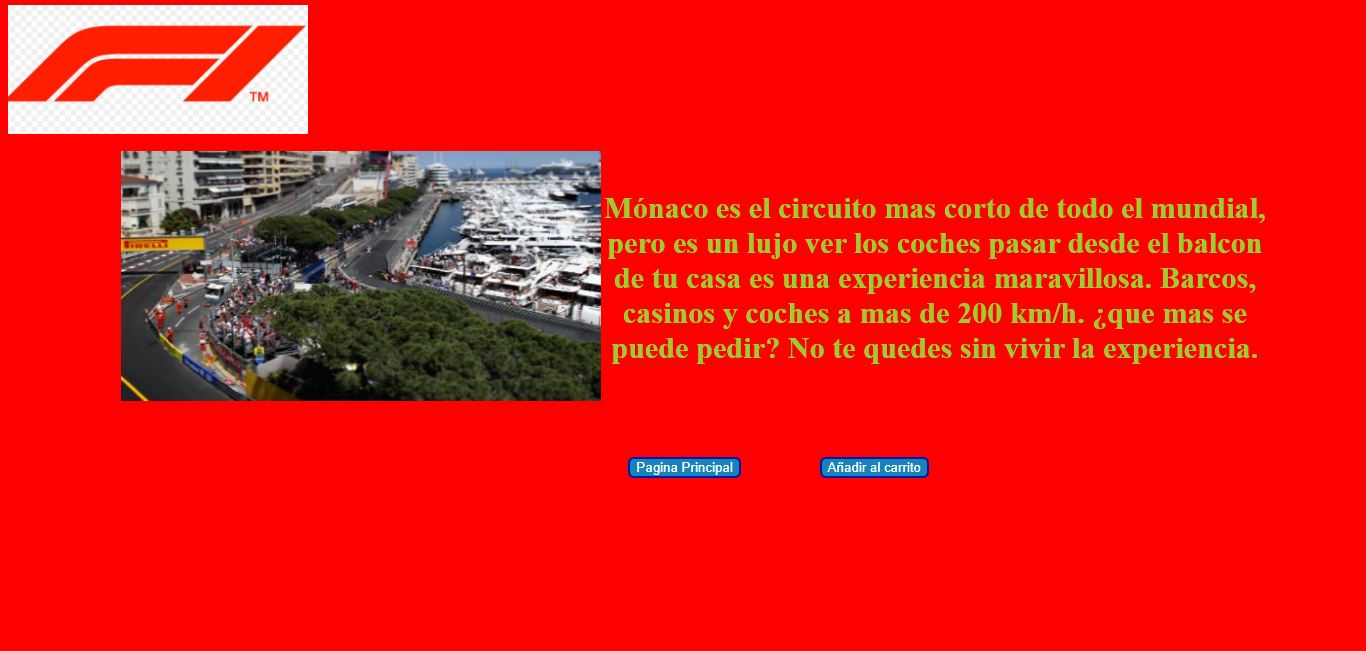 F1
TM
PIRELLI
Mónaco es el circuito mas corto de todo el mundial,
pero es un lujo ver los coches pasar desde el balcon
de tu casa es una experiencia maravillosa. Barcos,
casinos y coches a mas de 200 km/h. ¿que mas se
puede pedir? No te quedes sin vivir la experiencia.
Pagina Principal
Añadir al carrito